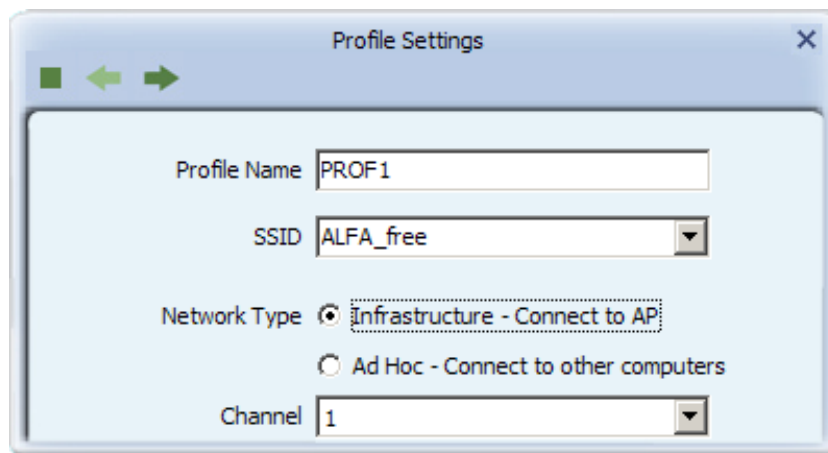 Profile Settings
Profile Name PROF1
SSID ALFA_free
Network Type Infrastructure - Connect to AP
Ad Hoc - Connect to other computers
Channel 1